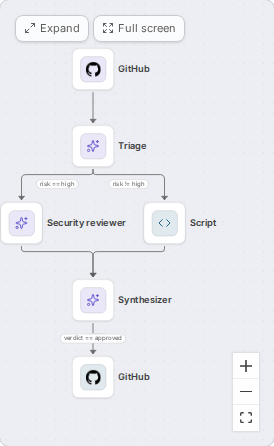 Expand
Full screen
GitHub
Triage
risk == high
risk != high
Security reviewer
Script
Synthesizer
verdict == approved
GitHub